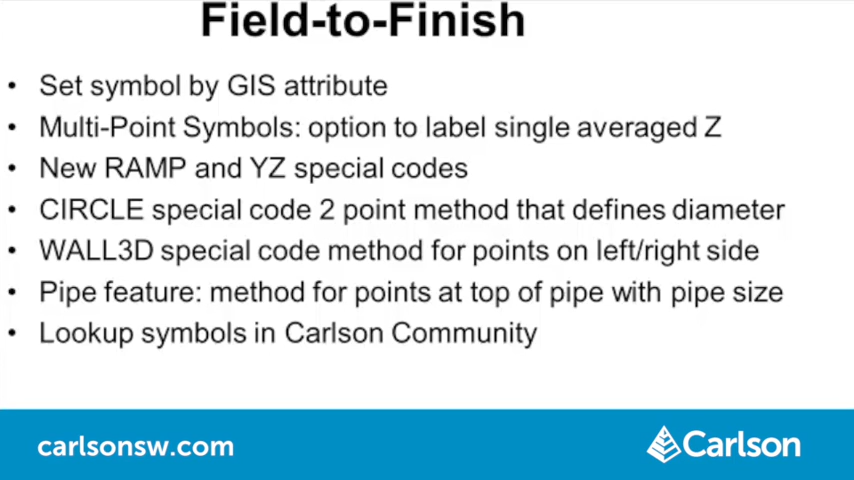 Field-to-Finish
• Set symbol by GIS attribute
• Multi-Point Symbols: option to label single averaged Z
• New RAMP and YZ special codes
• CIRCLE special code 2 point method that defines diameter
• WALL3D special code method for points on left/right side
• Pipe feature: method for points at top of pipe with pipe size
• Lookup symbols in Carlson Community
carlsonsw.com
Carlson